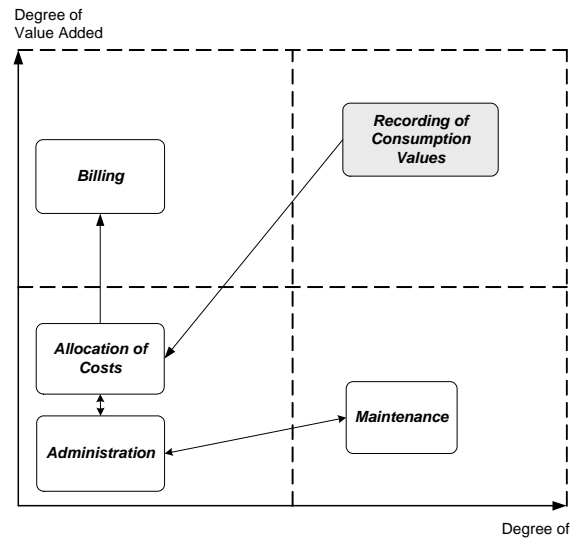 Degree of
Value Added
Recording of
Consumption
Values
Billing
Allocation of
Costs
Maintenance
Administration
Degree of